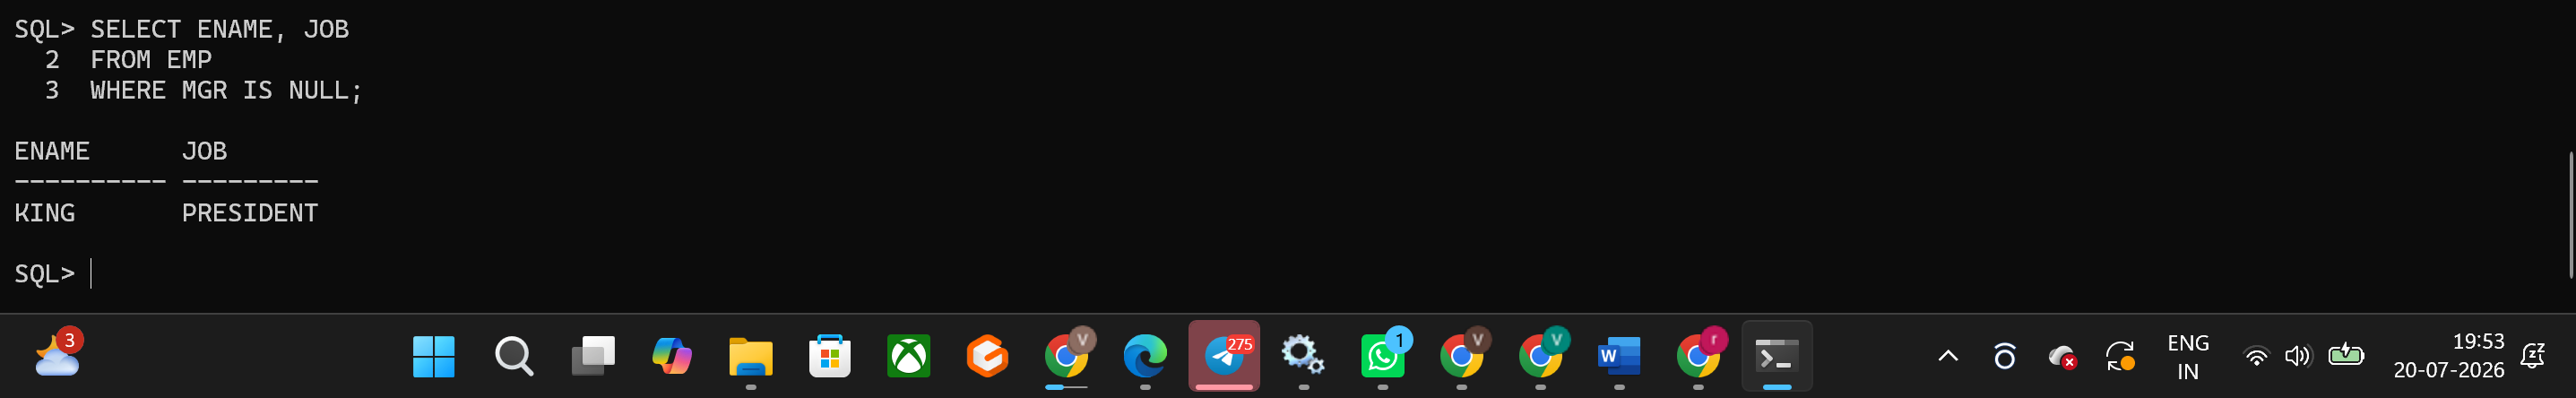 SQL> SELECT ENAME, JOB
  2  FROM EMP
  3  WHERE MGR IS NULL;

ENAME      JOB
---------- ---------
KING       PRESIDENT

SQL>
3
V
275
1
V
V
W
r
ENG
IN
19:53
20-07-2026